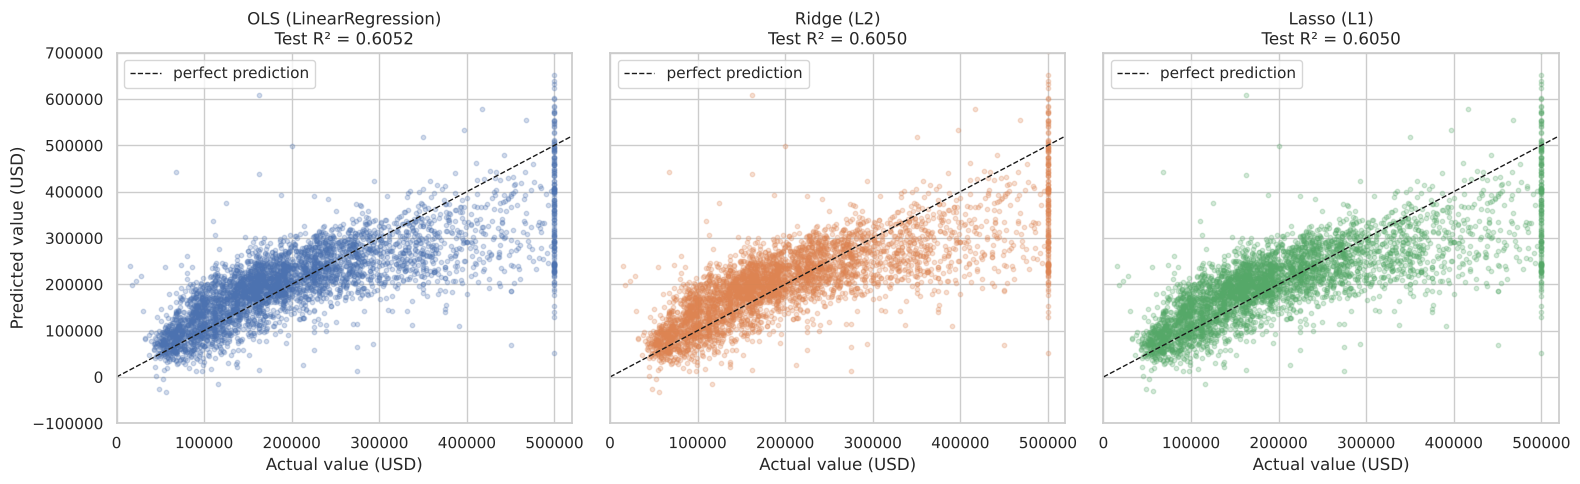 OLS (LinearRegression)
Test R² = 0.6052
Ridge (L2)
Test R² = 0.6050
Lasso (L1)
Test R² = 0.6050
perfect prediction
perfect prediction
perfect prediction
Predicted value (USD)
700000
600000
500000
400000
300000
200000
100000
0
−100000
0 100000 200000 300000 400000 500000
0 100000 200000 300000 400000 500000
0 100000 200000 300000 400000 500000
Actual value (USD)
Actual value (USD)
Actual value (USD)